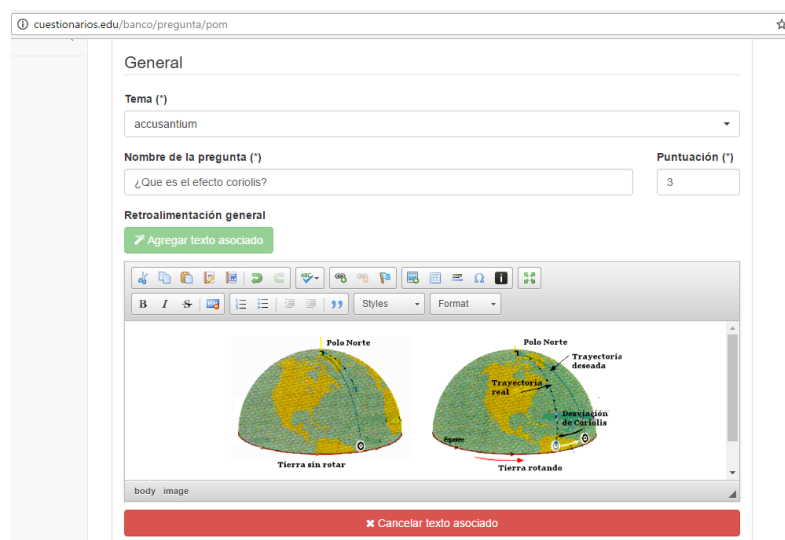 cuestionarios.edu/banco/pregunta/pom
General
Tema (*)
accusantium
Nombre de la pregunta (*)
Puntuación (*)
¿Que es el efecto coriolis?
3
Retroalimentación general
Agregar texto asociado
ABC
B I S
Ω i
Styles
Format
Polo Norte
Tierra sin rotar
Polo Norte
Trayectoria
deseada
Trayectoria
real
Desviación
de Coriolis
Equator
Tierra rotando
body image
Cancelar texto asociado